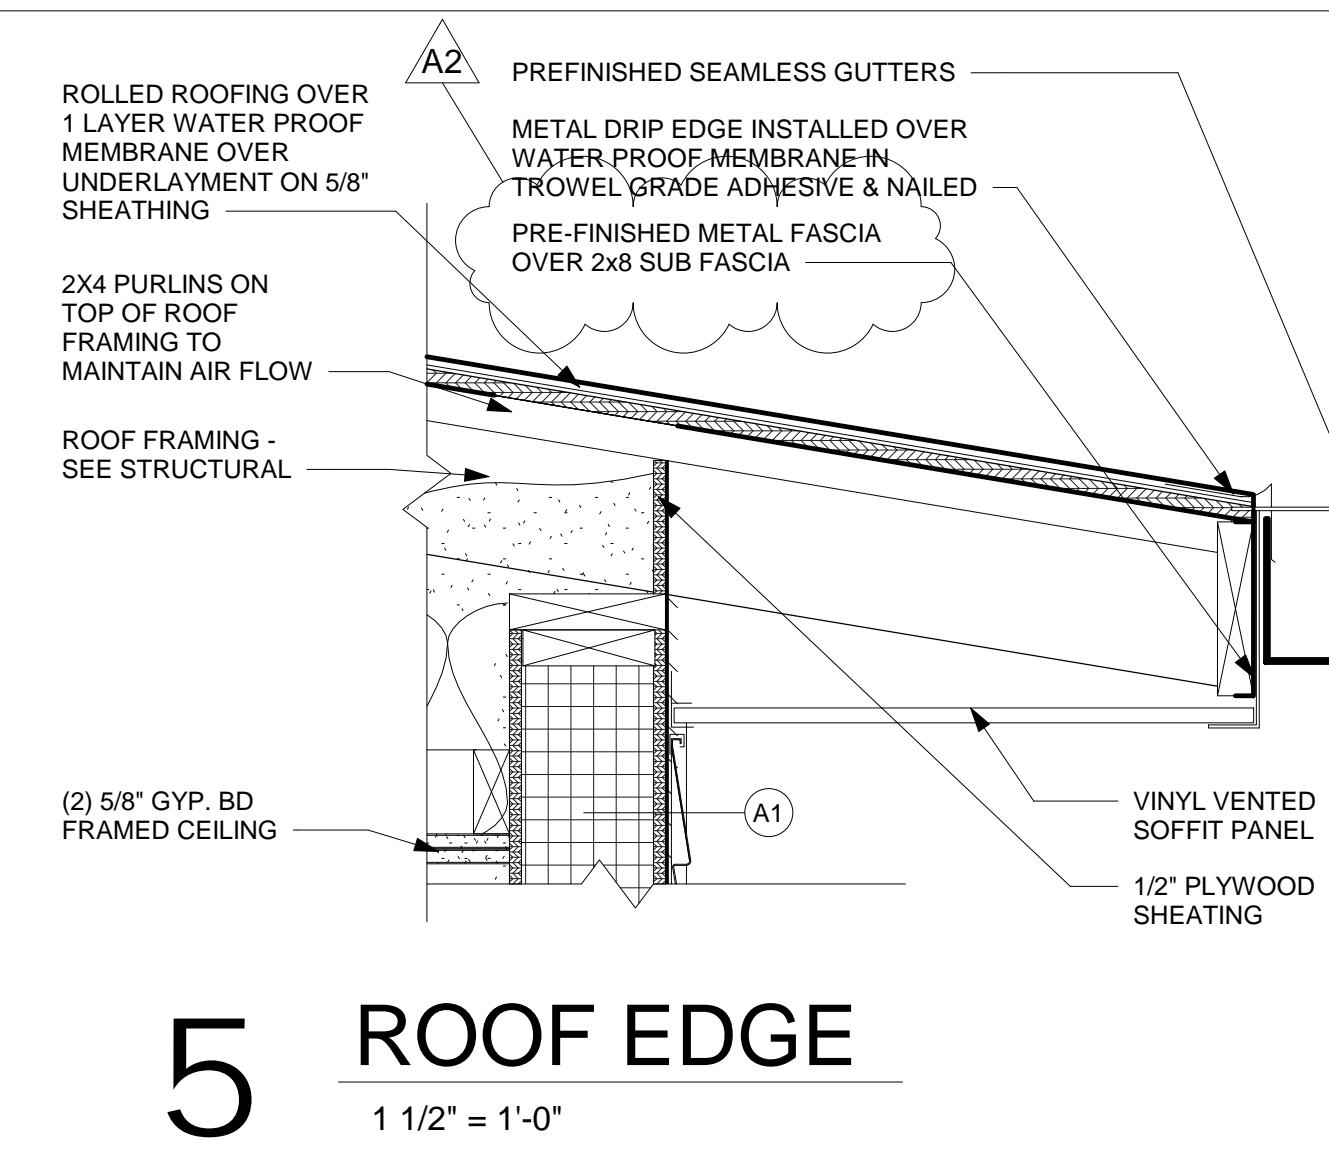 A2
ROLLED ROOFING OVER
1 LAYER WATER PROOF
MEMBRANE OVER
UNDERLAYMENT ON 5/8"
SHEATHING
PREFINISHED SEAMLESS GUTTERS
METAL DRIP EDGE INSTALLED OVER
WATER PROOF MEMBRANE IN
TROWEL GRADE ADHESIVE & NAILED
PRE-FINISHED METAL FASCIA
OVER 2x8 SUB FASCIA
2X4 PURLINS ON
TOP OF ROOF
FRAMING TO
MAINTAIN AIR FLOW
ROOF FRAMING -
SEE STRUCTURAL
(2) 5/8" GYP. BD
FRAMED CEILING
A1
VINYL VENTED
SOFFIT PANEL
1/2" PLYWOOD
SHEATING
5
ROOF EDGE
1 1/2" = 1'-0"